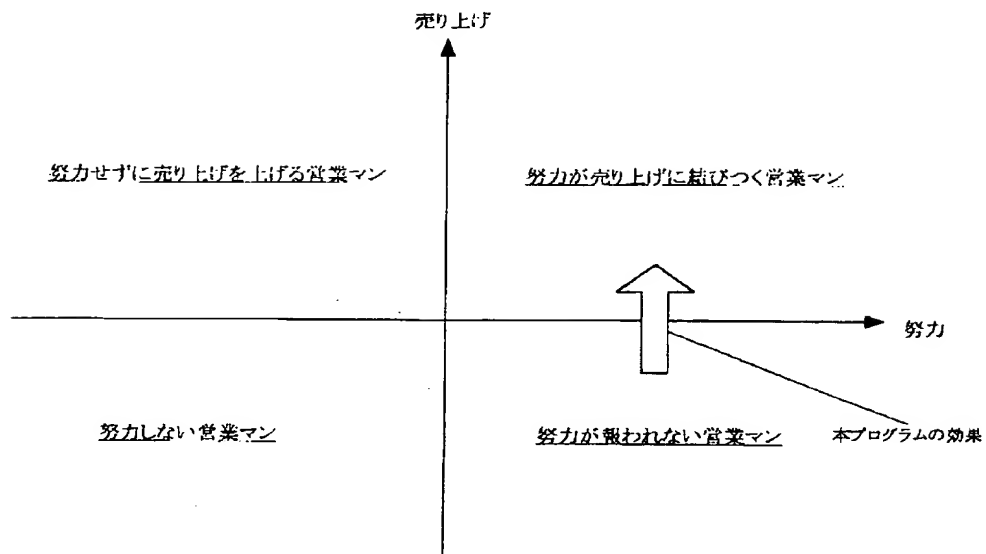 売り上げ
努力せずに売り上げを上げる営業マン
努力が売り上げに結びつく営業マン
努力
努力しない営業マン
努力が報われない営業マン
本プログラムの効果